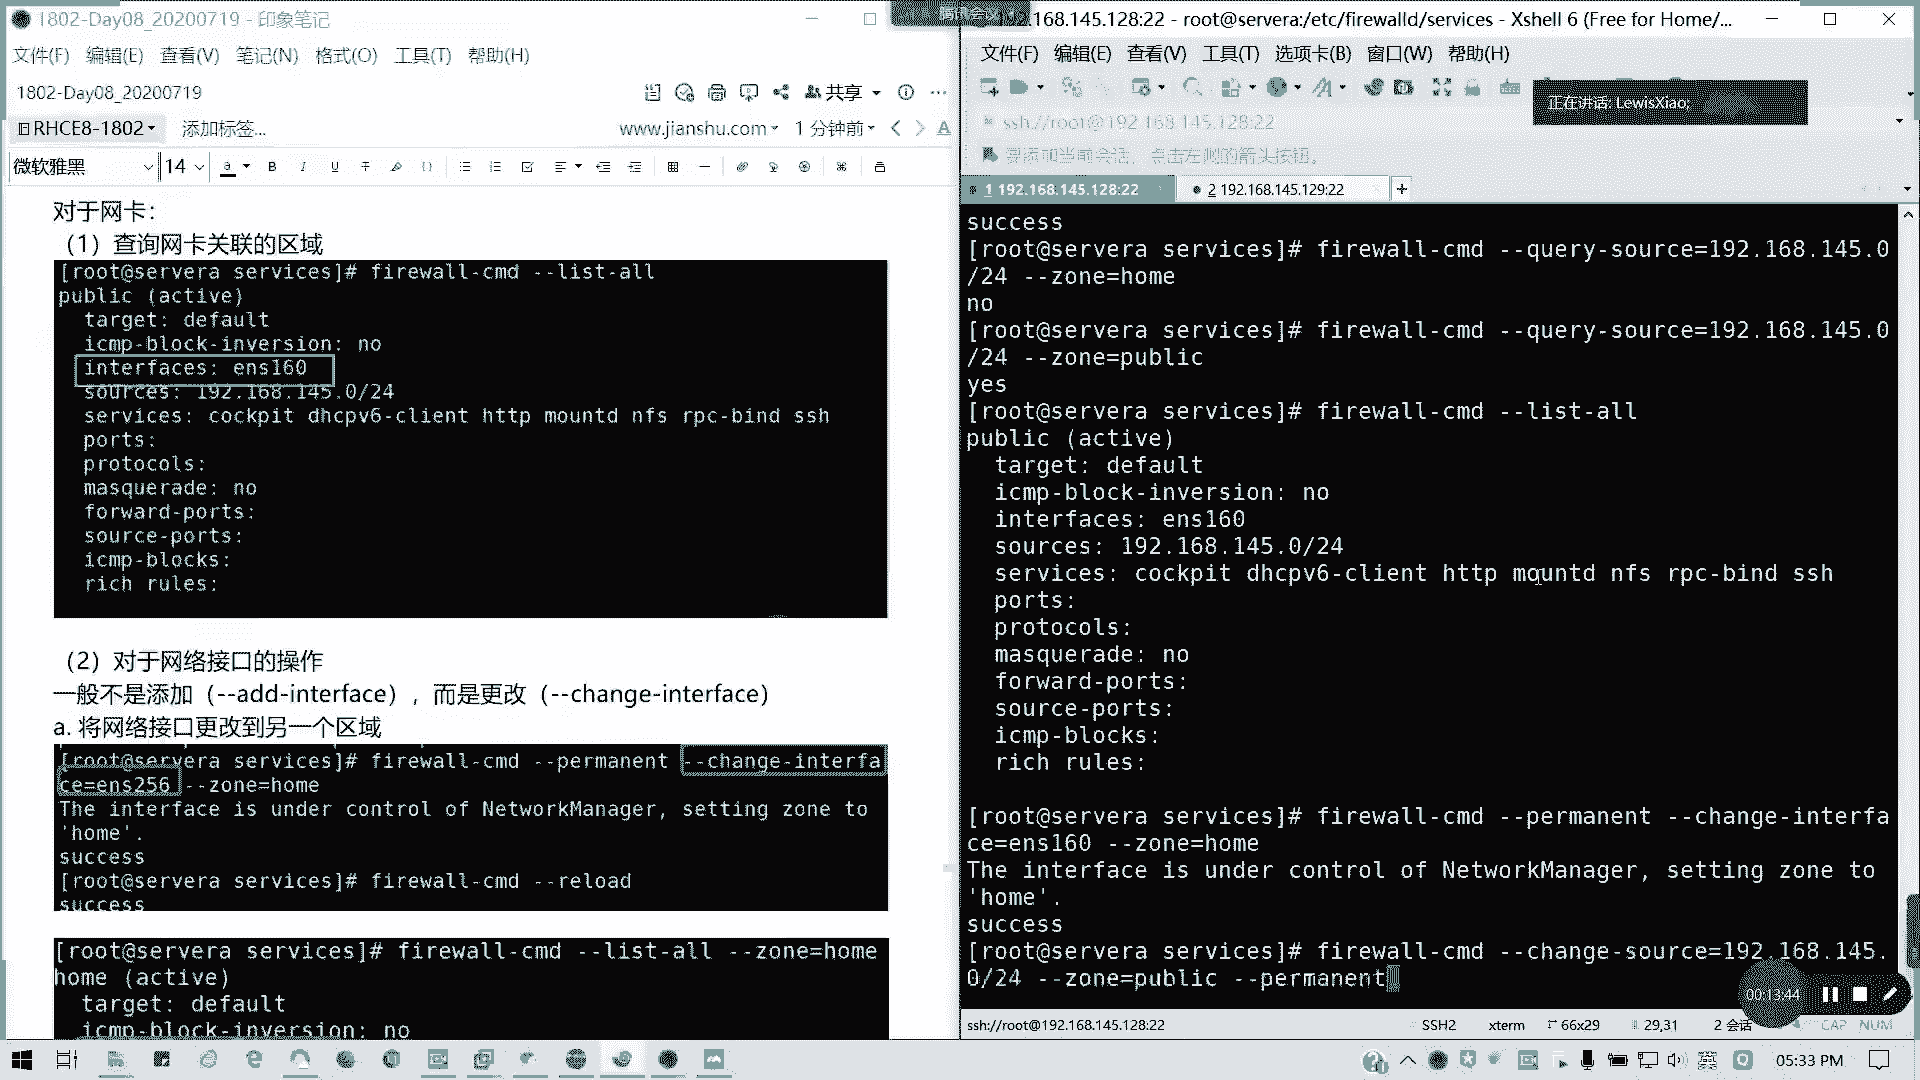 1802-Day08_20200719 - 印象笔记
文件(F) 编辑(E) 查看(V) 笔记(N) 格式(O) 工具(T) 帮助(H)
1802-Day08_20200719
共享
RHCE8-1802
添加标签...
www.jianshu.com
1 分钟前
微软雅黑
14
对于网卡：
（1）查询网卡关联的区域
[root@servera services]# firewall-cmd --list-all
public (active)
target: default
icmp-block-inversion: no
interfaces: ens160
sources: 192.168.145.0/24
services: cockpit dhcpv6-client http mountd nfs rpc-bind ssh
ports:
protocols:
masquerade: no
forward-ports:
source-ports:
icmp-blocks:
rich rules:
（2）对于网络接口的操作
一般不是添加（--add-interface），而是更改（--change-interface）
a. 将网络接口更改到另一个区域
[root@servera services]# firewall-cmd --permanent --change-interfa
ce=ens256 --zone=home
The interface is under control of NetworkManager, setting zone to
'home'.
success
[root@servera services]# firewall-cmd --reload
success
[root@servera services]# firewall-cmd --list-all --zone=home
home (active)
target: default
icmp-block-inversion: no
.168.145.128:22 - root@servera:/etc/firewalld/services - Xshell 6 (Free for Home/...
文件(F) 编辑(E) 查看(V) 工具(T) 选项卡(B) 窗口(W) 帮助(H)
正在讲话: LewisXiao;
ssh://root@192.168.145.128:22
要添加当前会话，点击左侧的箭头按钮。
1 192.168.145.128:22
2 192.168.145.129:22
success
[root@servera services]# firewall-cmd --query-source=192.168.145.0
/24 --zone=home
no
[root@servera services]# firewall-cmd --query-source=192.168.145.0
/24 --zone=public
yes
[root@servera services]# firewall-cmd --list-all
public (active)
target: default
icmp-block-inversion: no
interfaces: ens160
sources: 192.168.145.0/24
services: cockpit dhcpv6-client http mountd nfs rpc-bind ssh
ports:
protocols:
masquerade: no
forward-ports:
source-ports:
icmp-blocks:
rich rules:
[root@servera services]# firewall-cmd --permanent --change-interfa
ce=ens160 --zone=home
The interface is under control of NetworkManager, setting zone to
'home'.
success
[root@servera services]# firewall-cmd --change-source=192.168.145.
0/24 --zone=public --permanent
00:13:44
ssh://root@192.168.145.128:22
SSH2
xterm
66x29
29,31
2 会话
CAP
NUM
05:33 PM